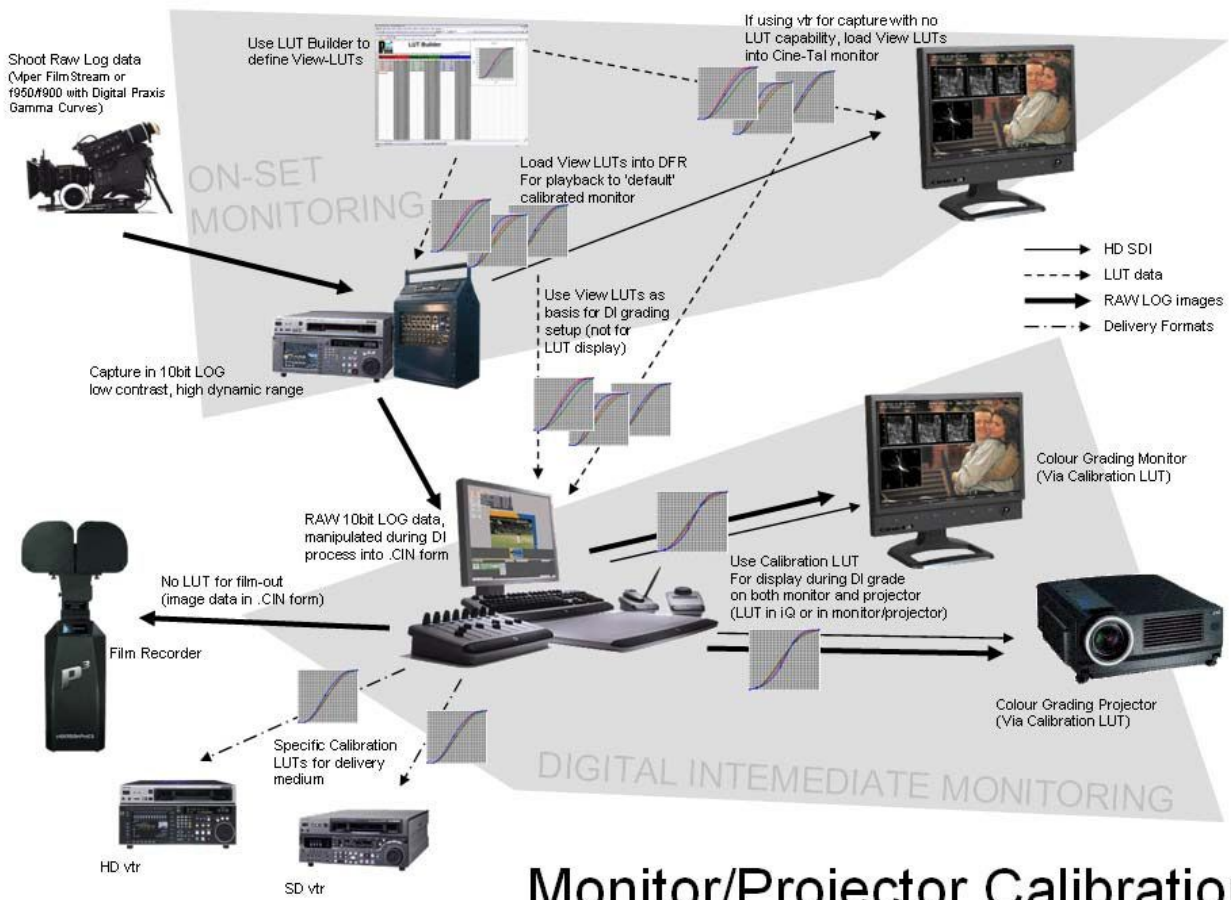 Shoot Raw Log data
(Viper FilmStream or
f950/f900 with Digital Praxis
Gamma Curves)
Use LUT Builder to
define View-LUTs
LUT Builder
If using vtr for capture with no
LUT capability, load View LUTs
into Cine-Tal monitor
ON-SET
MONITORING
Load View LUTs into DFR
For playback to 'default'
calibrated monitor
HD SDI
LUT data
RAW LOG images
Delivery Formats
Use View LUTs as
basis for DI grading
setup (not for
LUT display)
Capture in 10bit LOG
low contrast, high dynamic range
Colour Grading Monitor
(Via Calibration LUT)
RAW 10bit LOG data,
manipulated during DI
process into .CIN form
Use Calibration LUT
For display during DI grade
on both monitor and projector
(LUT in iQ or in monitor/projector)
No LUT for film-out
(image data in .CIN form)
Film Recorder
P3
Colour Grading Projector
(Via Calibration LUT)
Specific Calibration
LUTs for delivery
medium
DIGITAL INTEMEDIATE MONITORING
HD vtr
SD vtr
Monitor/Projector Calibration